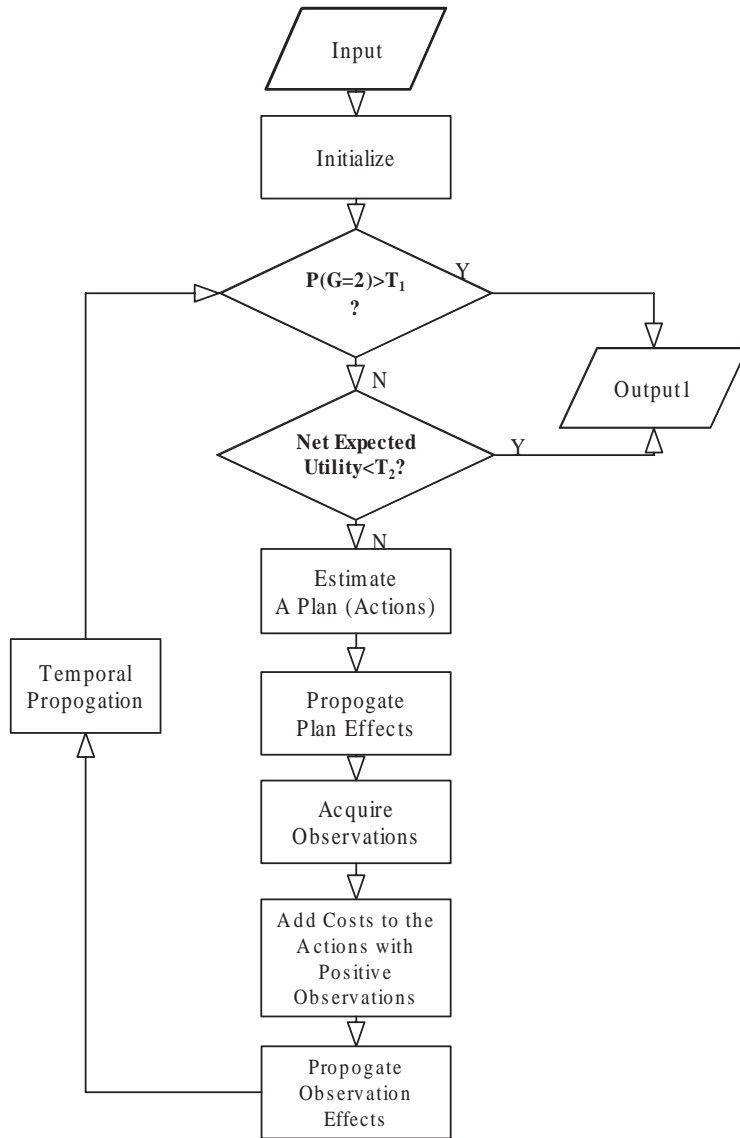 Input
Initialize
P(G=2)>T₁
?
Y
N
Output1
Net Expected
Utility<T₂?
Y
N
Estimate
A Plan (Actions)
Temporal
Propogation
Propogate
Plan Effects
Acquire
Observations
Add Costs to the
Actions with
Positive
Observations
Propogate
Observation
Effects